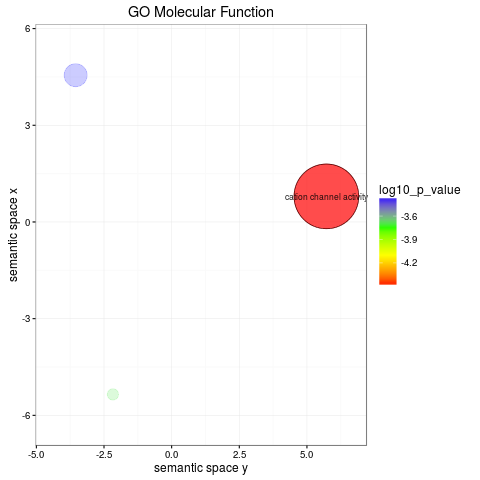 GO Molecular Function
6
3
0
-3
-6
semantic space x
cation channel activity
-5.0
-2.5
0.0
2.5
5.0
semantic space y
log10_p_value
-3.6
-3.9
-4.2